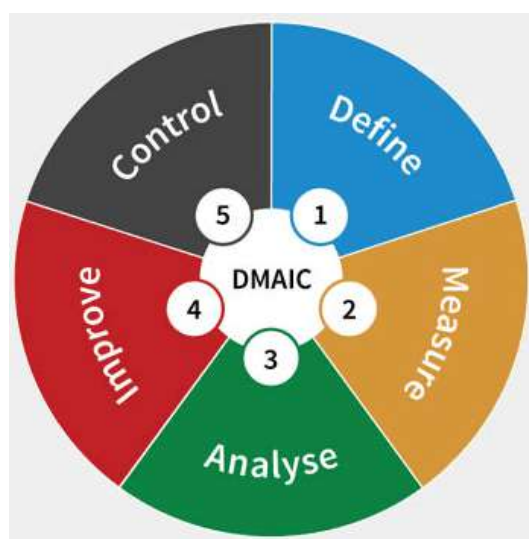 DMAIC
1
Define
2
Measure
3
Analyse
4
Improve
5
Control